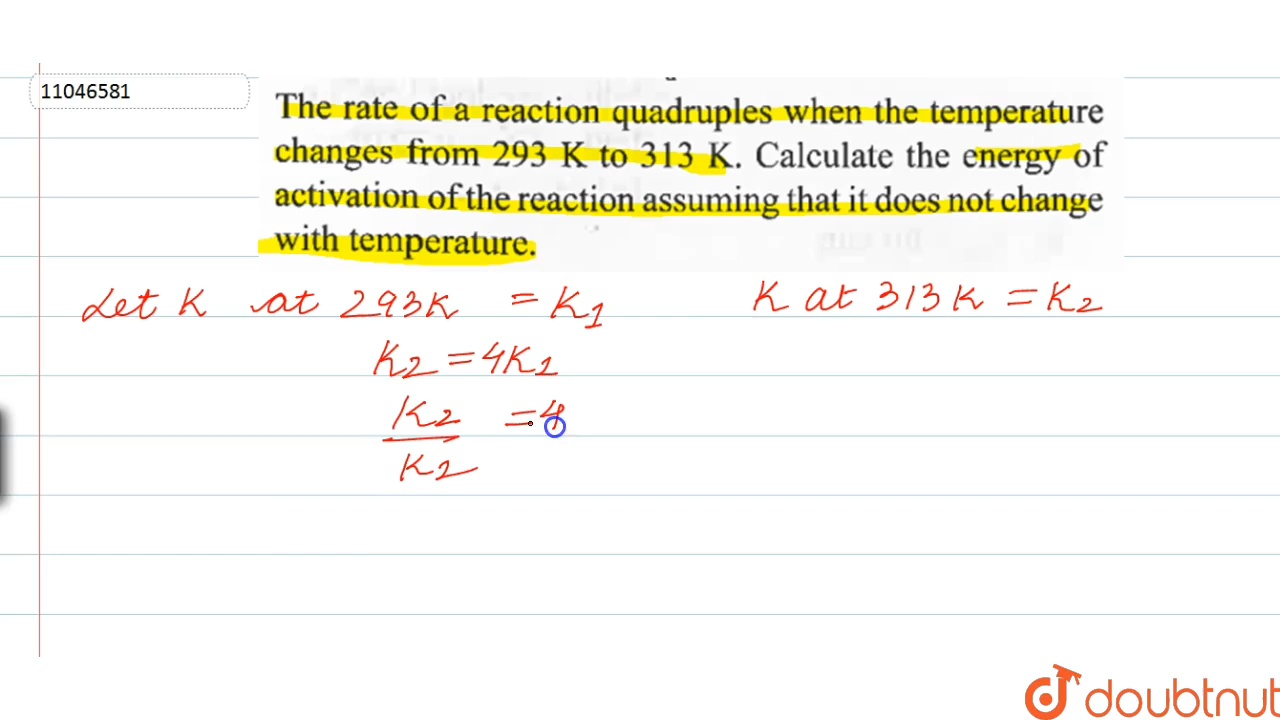 11046581
The rate of a reaction quadruples when the temperature
changes from 293 K to 313 K. Calculate the energy of
activation of the reaction assuming that it does not change
with temperature.
Let K at 293K = K1 K at 313K = K2
K2 = 4K2
K2 = 4
K2
doubtnut